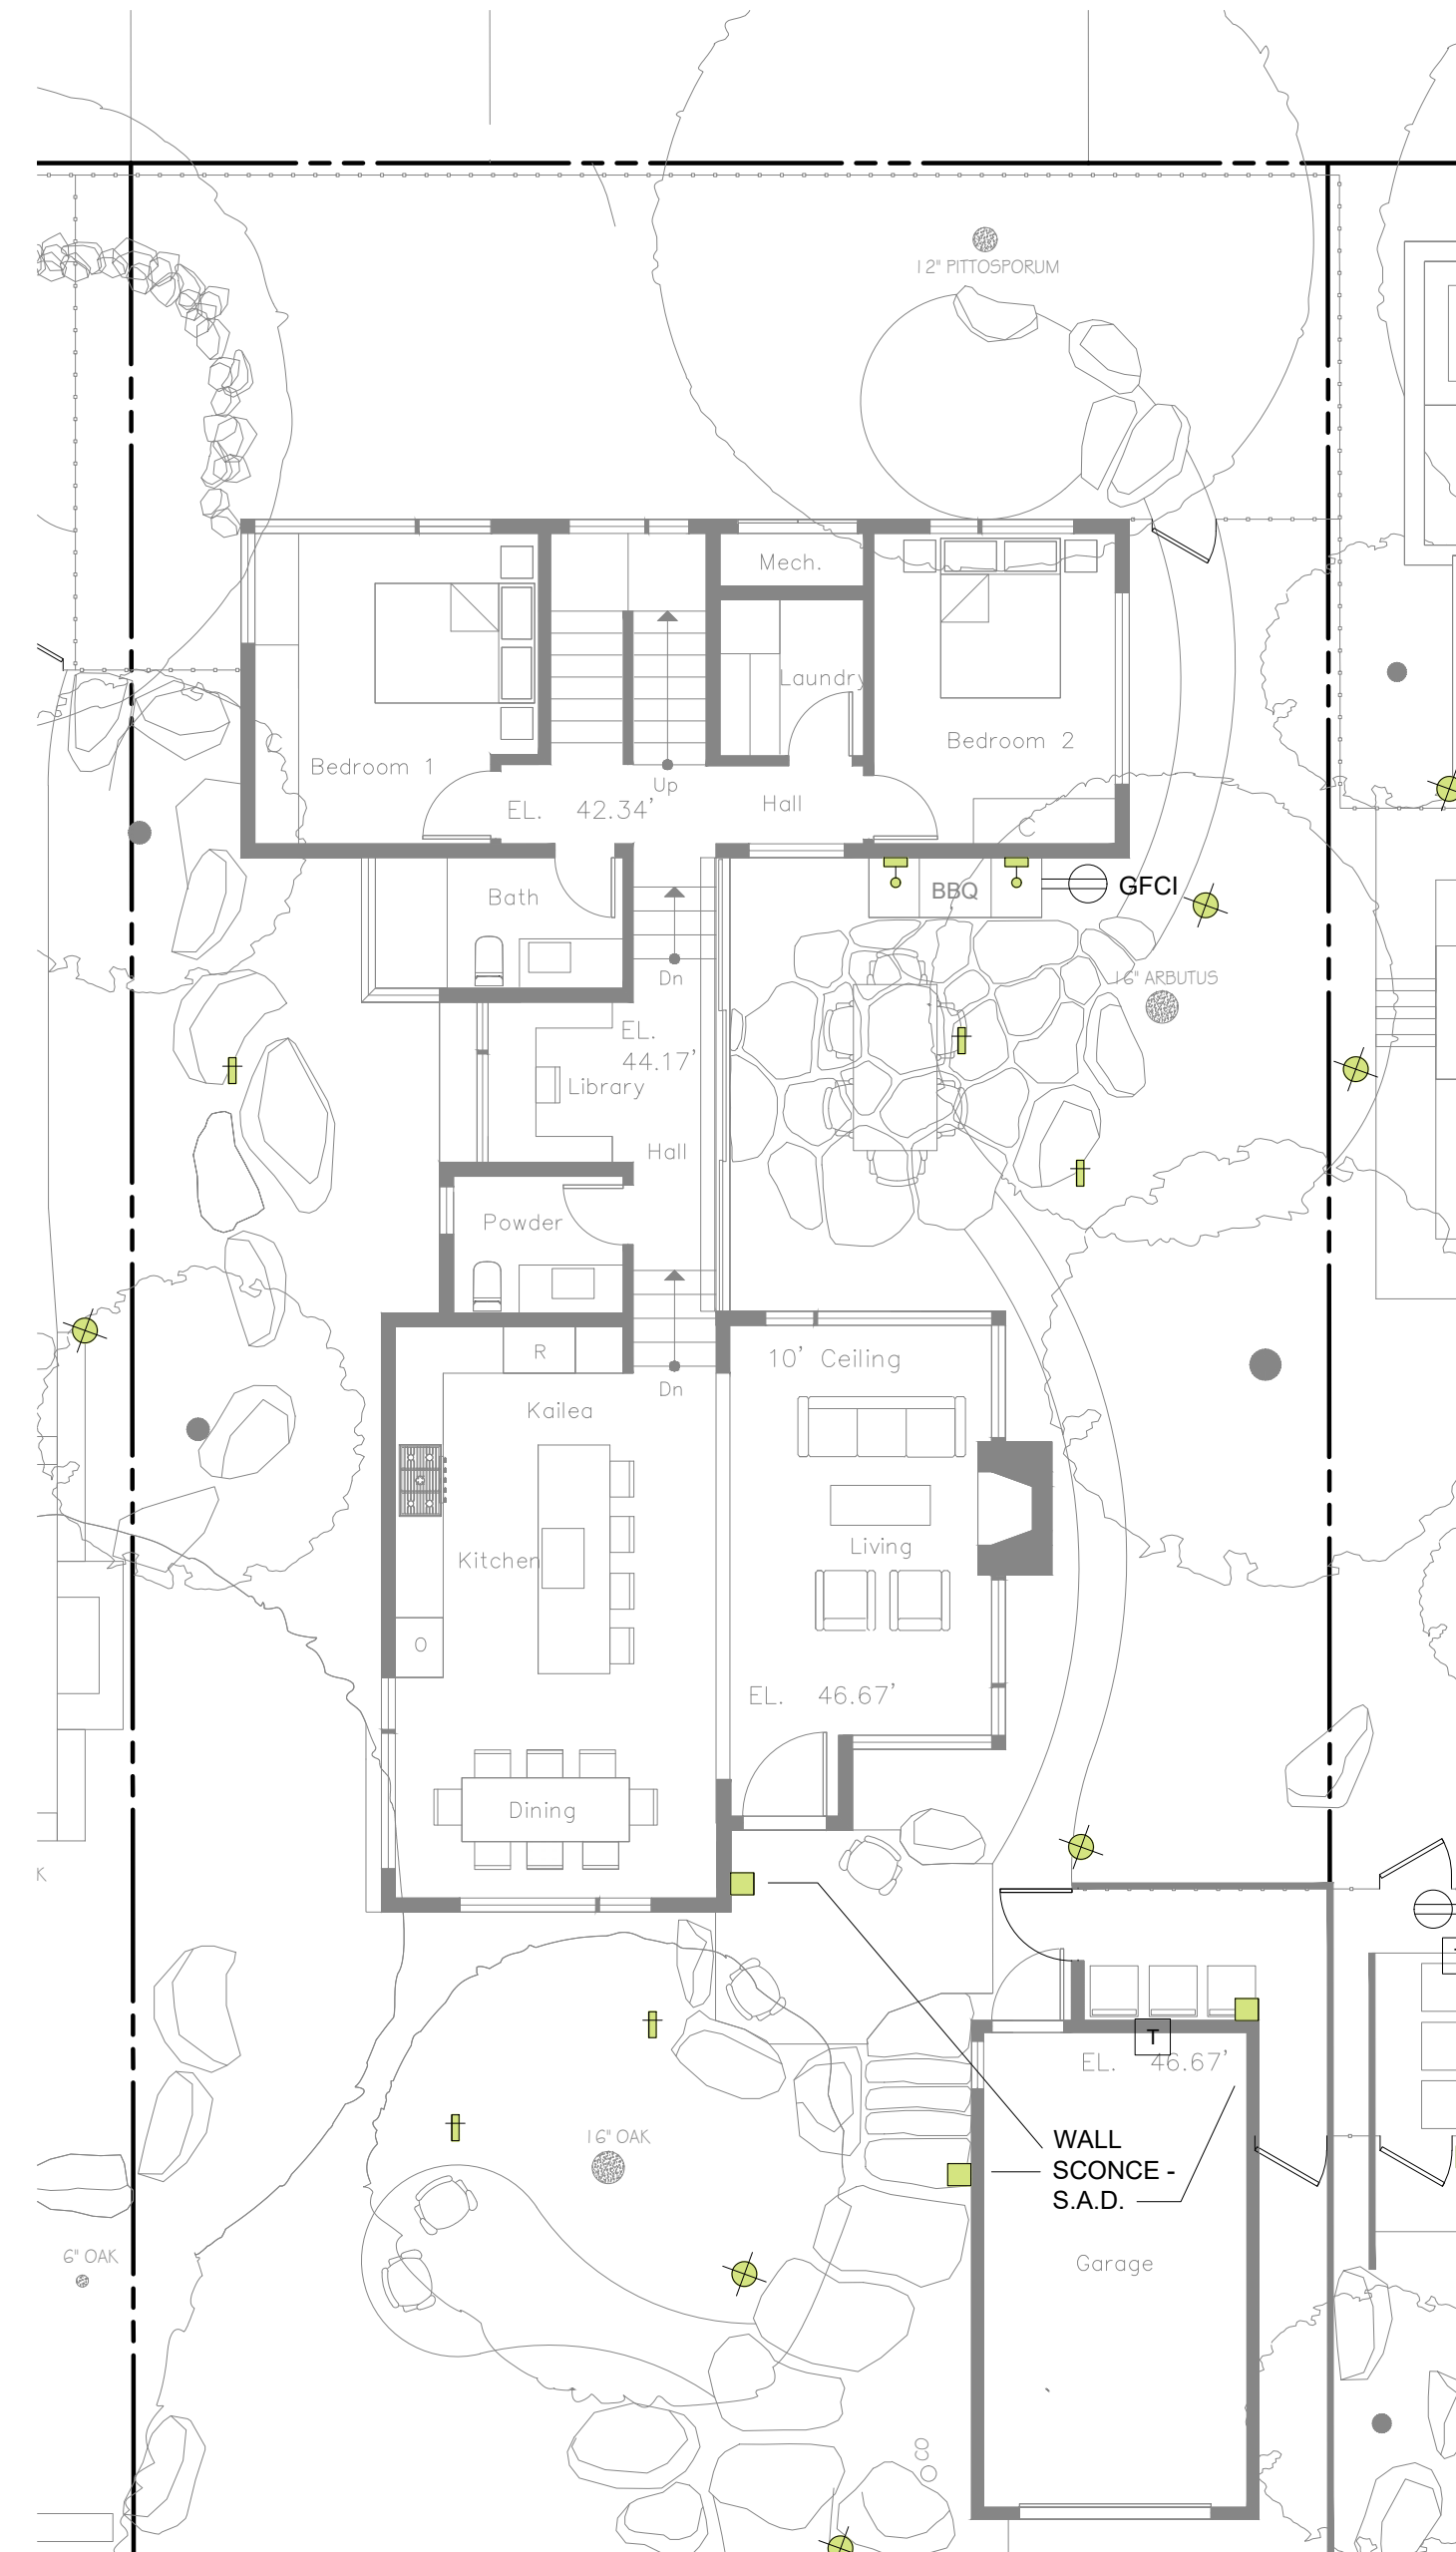 12" PITTOSPORUM
Mech.
Laundry
Bedroom 2
Bedroom 1
Up
EL. 42.34'
Hall
C
C
Bath
BBQ
GFCI
Dn
16" ARBUTUS
EL.
44.17'
Library
Hall
Powder
R
10' Ceiling
Dn
Kailea
Living
Kitchen
O
EL. 46.67'
Dining
K
T
EL. 46.67'
16" OAK
WALL
SCONCE -
S.A.D.
6" OAK
Garage
CO